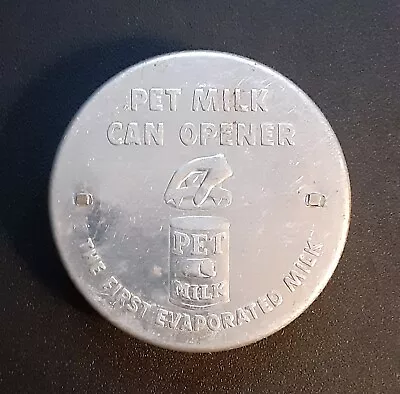 PET MILK
CAN OPENER
PET
MILK
THE FIRST EVAPORATED MILK